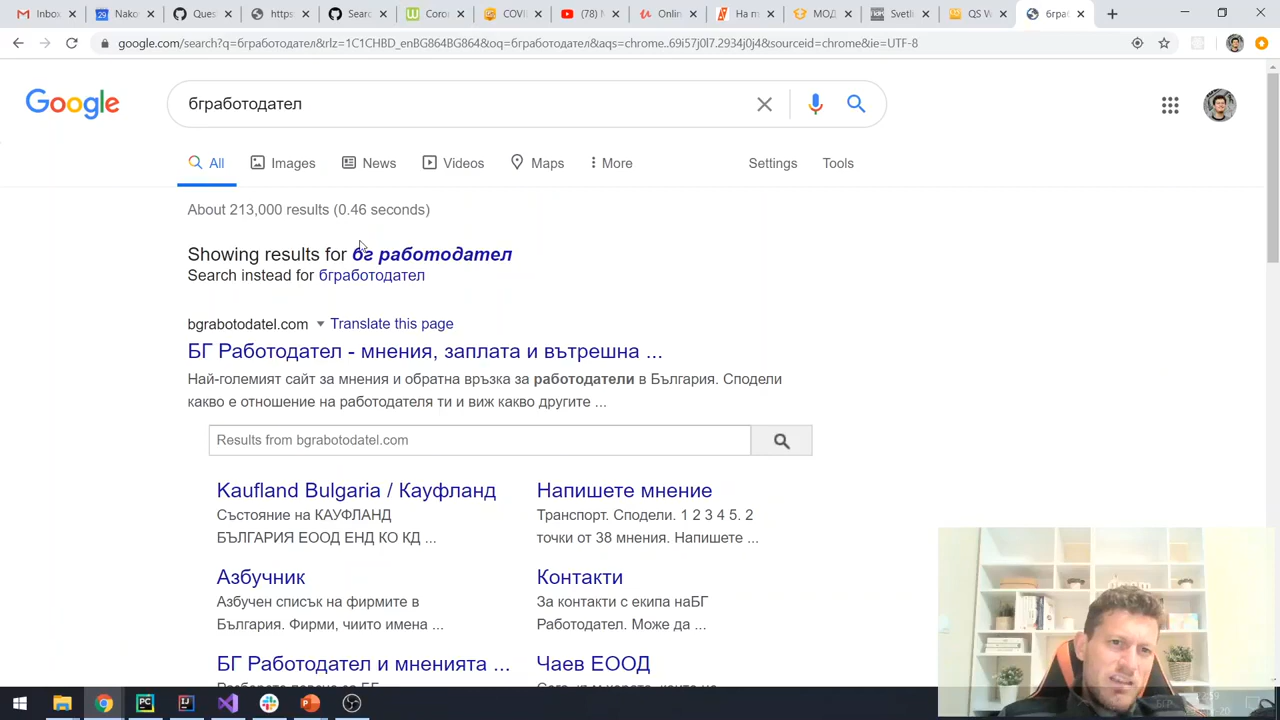 Inbox
29 Nako
Ques
https
Searc
Coro
COVI
(78) M
Onlin
На п
МОД
Svetli
QS W
бгра
google.com/search?q=бгработодател&rlz=1C1CHBD_enBG864BG864&oq=бгработодател&aqs=chrome..69i57j0l7.2934j0j4&sourceid=chrome&ie=UTF-8
Google
бгработодател
All
Images
News
Videos
Maps
More
Settings
Tools
About 213,000 results (0.46 seconds)
Showing results for бг работодател
Search instead for бгработодател
bgrabotodatel.com Translate this page
БГ Работодател - мнения, заплата и вътрешна ...
Най-големият сайт за мнения и обратна връзка за работодатели в България. Сподели
какво е отношение на работодателя ти и виж какво другите ...
Results from bgrabotodatel.com
Kaufland Bulgaria / Кауфланд
Състояние на КАУФЛАНД
БЪЛГАРИЯ ЕООД ЕНД КО КД ...
Напишете мнение
Транспорт. Сподели. 1 2 3 4 5. 2
точки от 38 мнения. Напишете ...
Азбучник
Азбучен списък на фирмите в
България. Фирми, чиито имена ...
Контакти
За контакти с екипа наБГ
Работодател. Може да ...
БГ Работодател и мненията ...
Чаев ЕООД